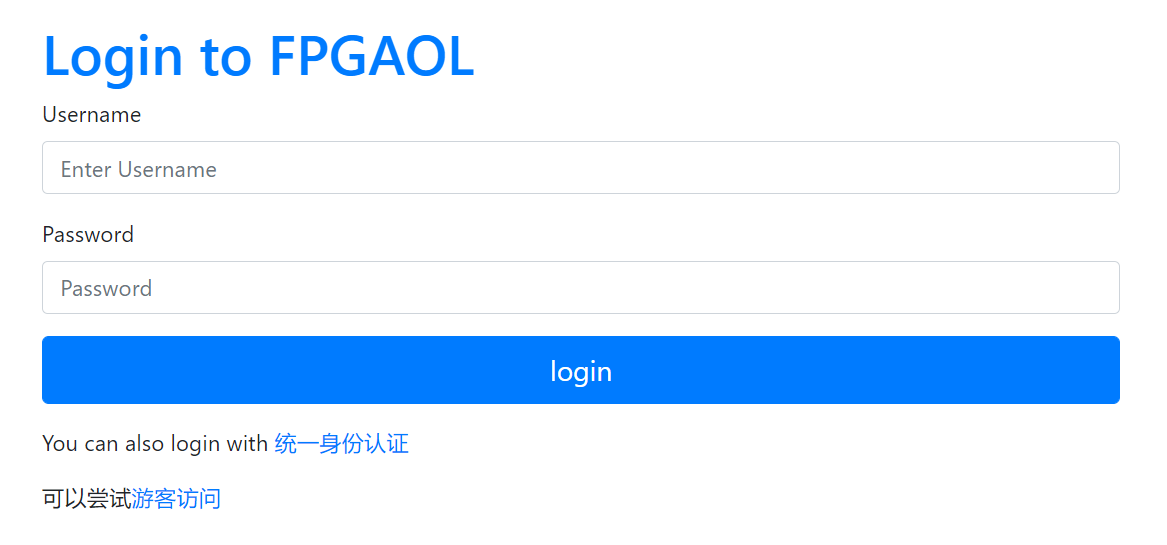 Login to FPGAOL
Username
Enter Username
Password
Password
login
You can also login with 统一身份认证
可以尝试游客访问